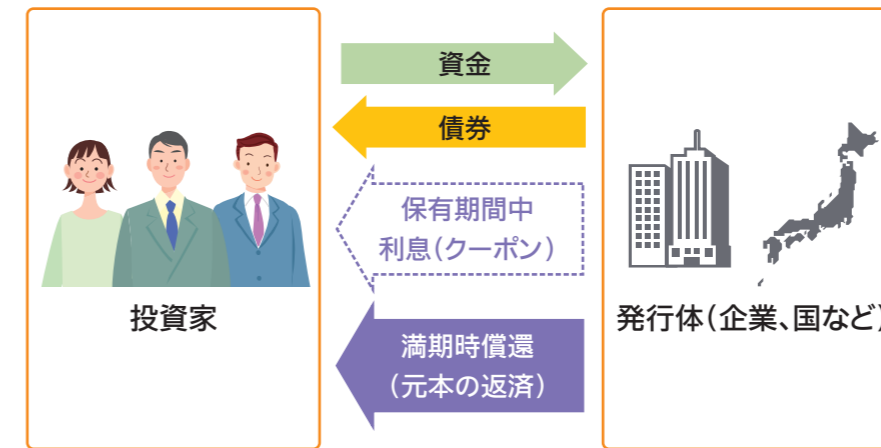 資金
債券
保有期間中
利息（クーポン）
満期時償還
（元本の返済）
投資家
発行体（企業、国など）